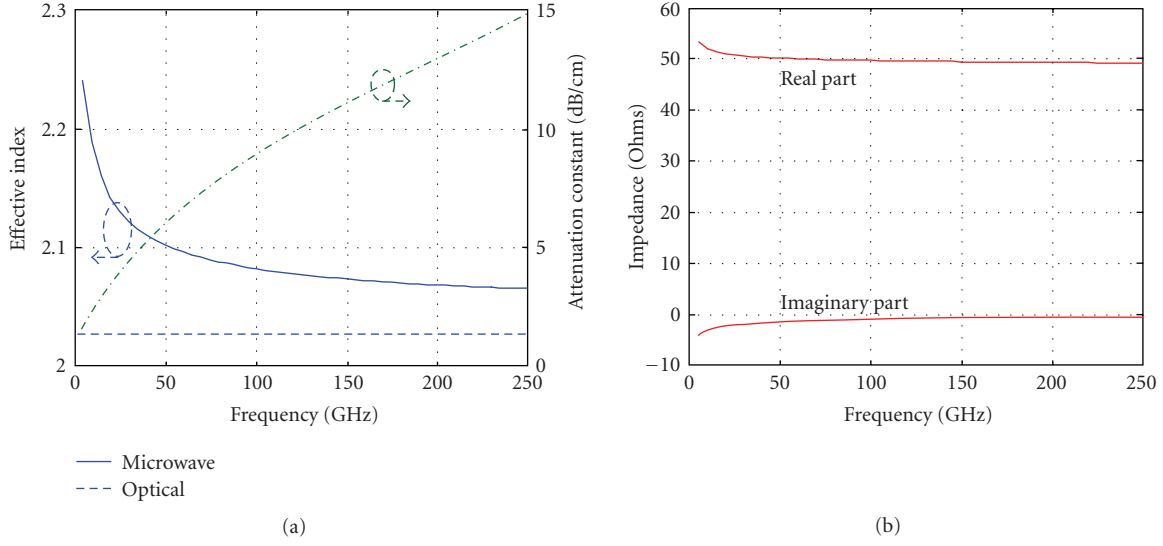 2.3
2.2
2.1
2
Effective index
15
10
5
0
Attenuation constant (dB/cm)
0
50
100
150
200
250
Frequency (GHz)
Microwave
Optical
(a)
60
50
40
30
20
10
0
−10
Impedance (Ohms)
Real part
Imaginary part
0
50
100
150
200
250
Frequency (GHz)
(b)